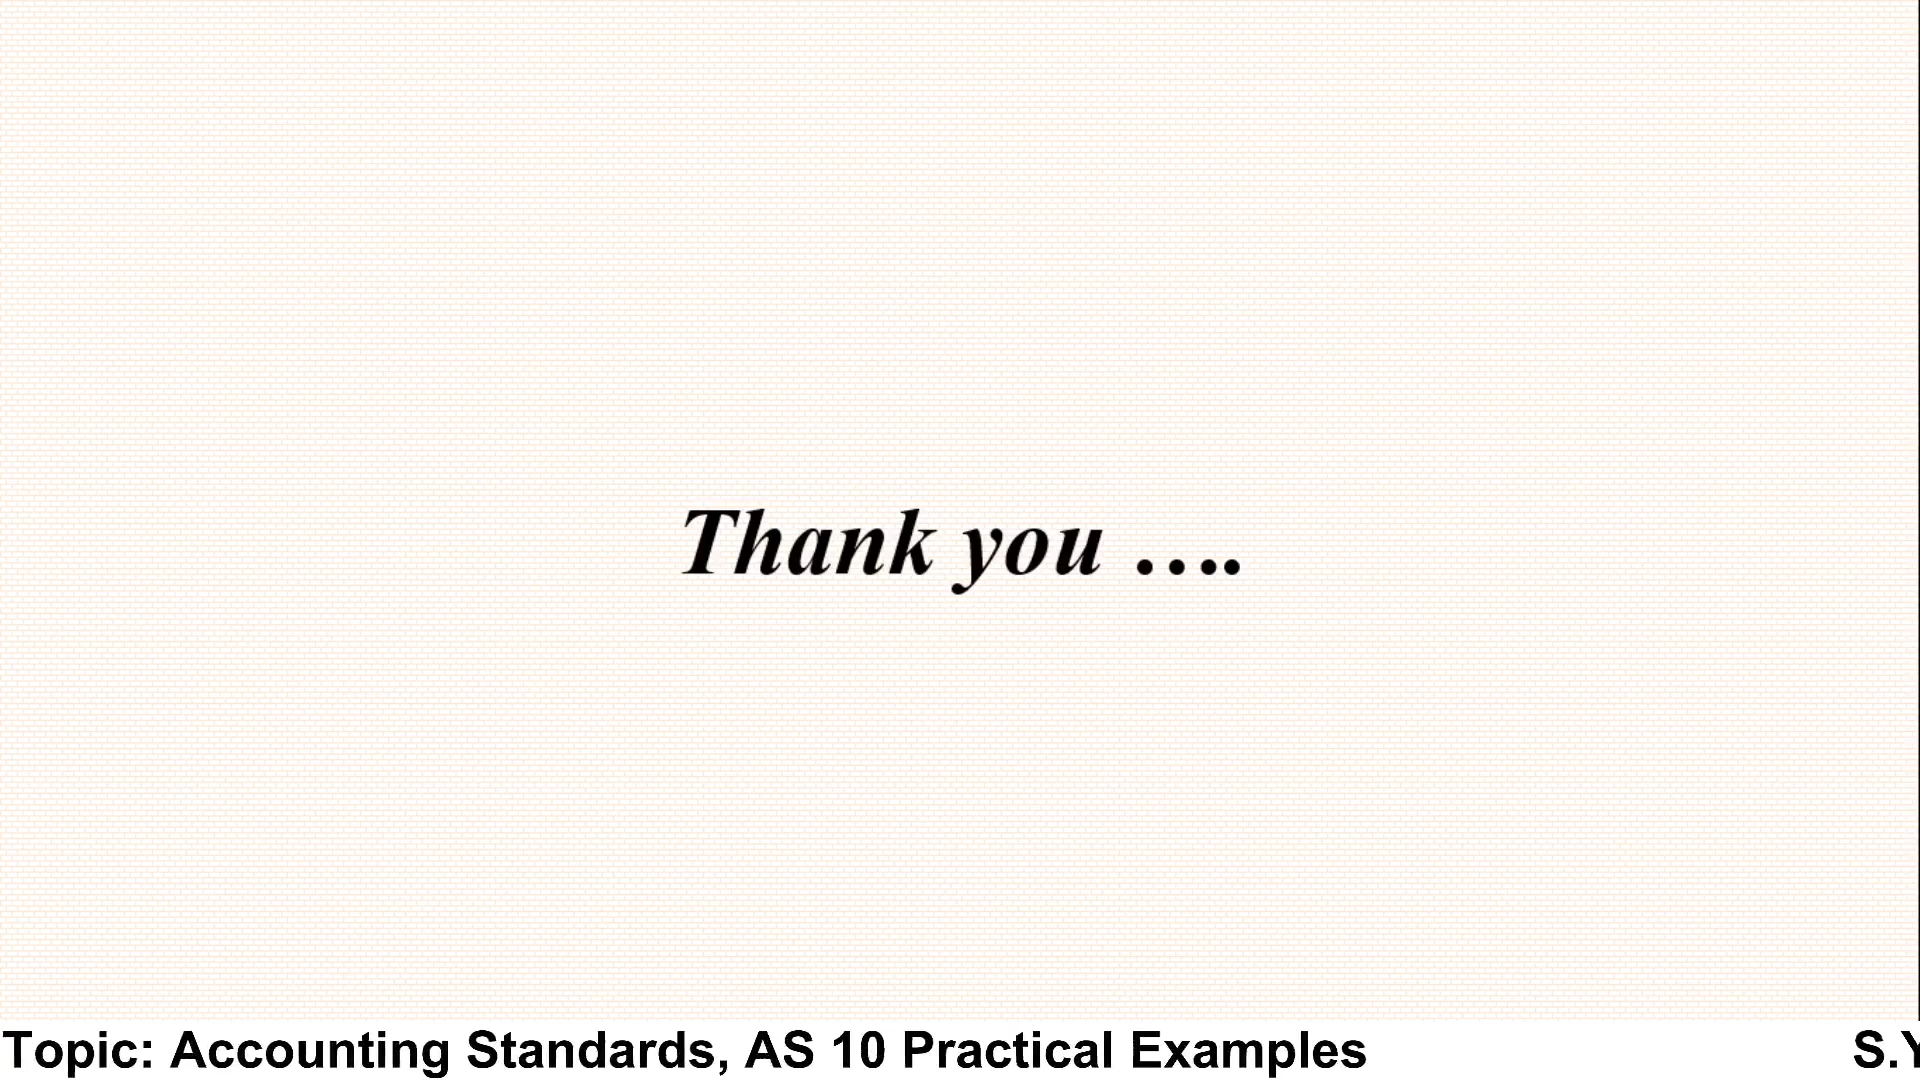 Thank you ….
Topic: Accounting Standards, AS 10 Practical Examples S.Y